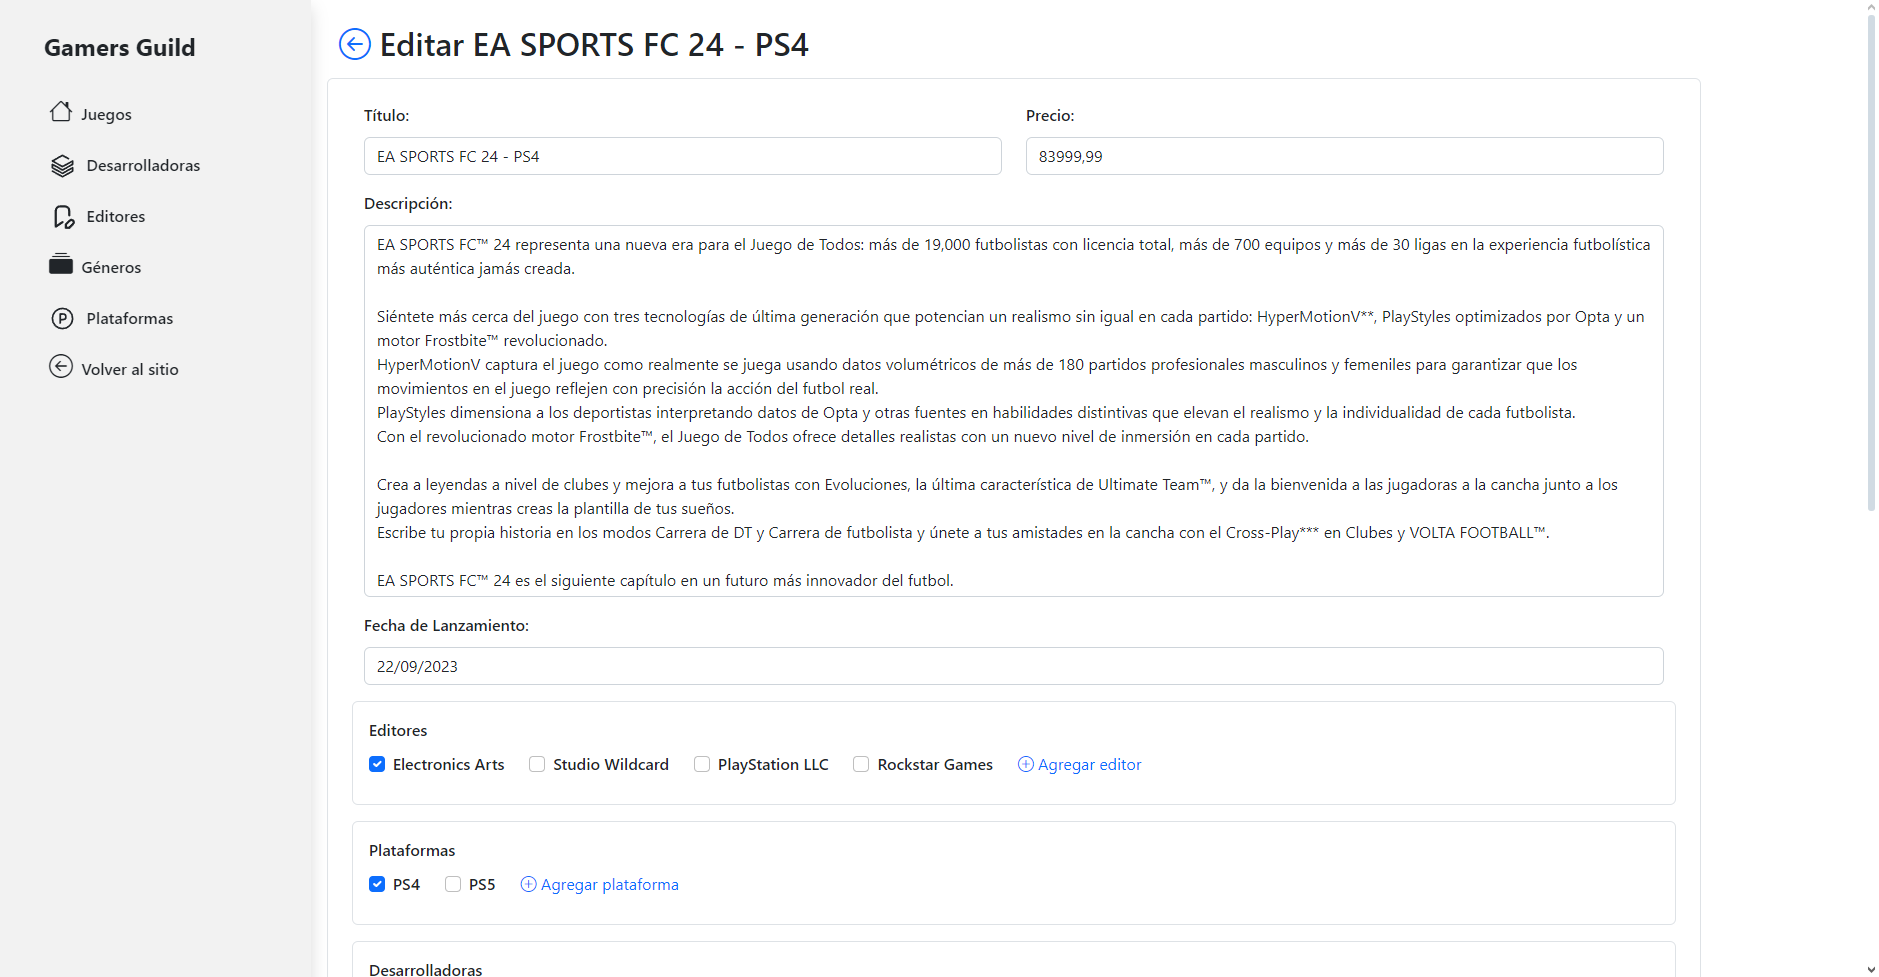 Gamers Guild
Juegos
Desarrolladoras
Editores
Géneros
Plataformas
Volver al sitio
Editar EA SPORTS FC 24 - PS4
Título:
EA SPORTS FC 24 - PS4
Precio:
83999,99
Descripción:
EA SPORTS FC™ 24 representa una nueva era para el Juego de Todos: más de 19,000 futbolistas con licencia total, más de 700 equipos y más de 30 ligas en la experiencia futbolística
más auténtica jamás creada.
Siéntete más cerca del juego con tres tecnologías de última generación que potencian un realismo sin igual en cada partido: HyperMotionV**, PlayStyles optimizados por Opta y un
motor Frostbite™ revolucionado.
HyperMotionV captura el juego como realmente se juega usando datos volumétricos de más de 180 partidos profesionales masculinos y femeniles para garantizar que los
movimientos en el juego reflejen con precisión la acción del futbol real.
PlayStyles dimensiona a los deportistas interpretando datos de Opta y otras fuentes en habilidades distintivas que elevan el realismo y la individualidad de cada futbolista.
Con el revolucionado motor Frostbite™, el Juego de Todos ofrece detalles realistas con un nuevo nivel de inmersión en cada partido.
Crea a leyendas a nivel de clubes y mejora a tus futbolistas con Evoluciones, la última característica de Ultimate Team™, y da la bienvenida a las jugadoras a la cancha junto a los
jugadores mientras creas la plantilla de tus sueños.
Escribe tu propia historia en los modos Carrera de DT y Carrera de futbolista y únete a tus amistades en la cancha con el Cross-Play*** en Clubes y VOLTA FOOTBALL™.
EA SPORTS FC™ 24 es el siguiente capítulo en un futuro más innovador del futbol.
Fecha de Lanzamiento:
22/09/2023
Editores
Electronics Arts Studio Wildcard PlayStation LLC Rockstar Games Agregar editor
Plataformas
PS4 PS5 Agregar plataforma
Desarrolladoras